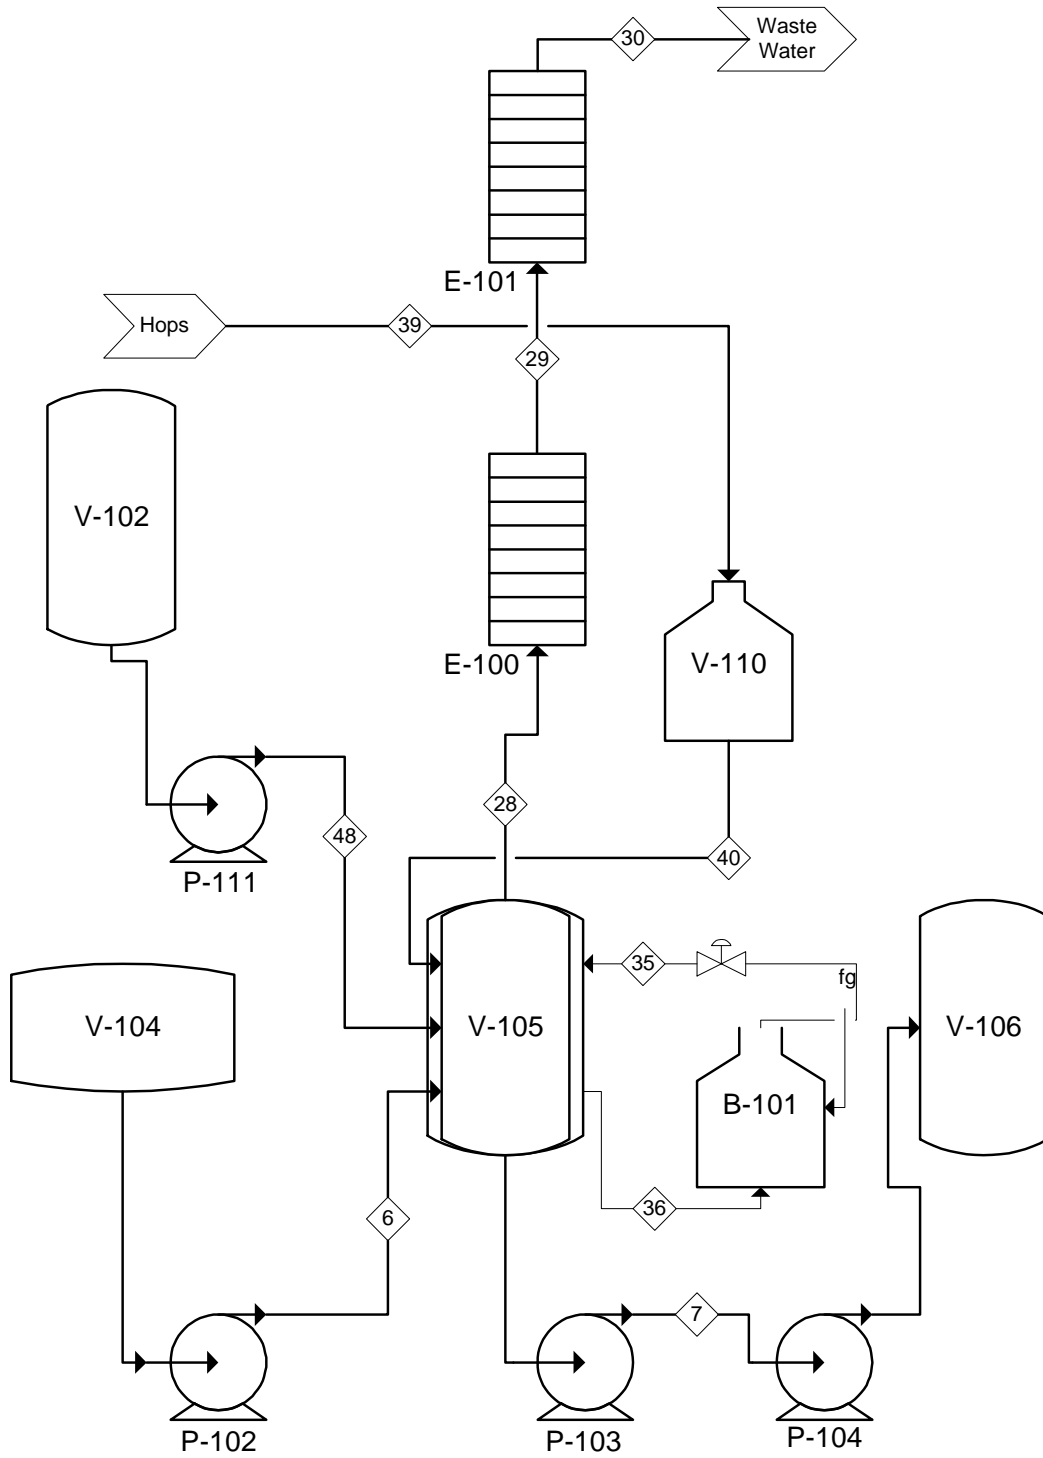 30
Waste
Water
E-101
Hops
39
29
V-102
E-100
V-110
28
48
40
P-111
35
fg
V-104
V-105
V-106
B-101
6
36
7
P-102
P-103
P-104